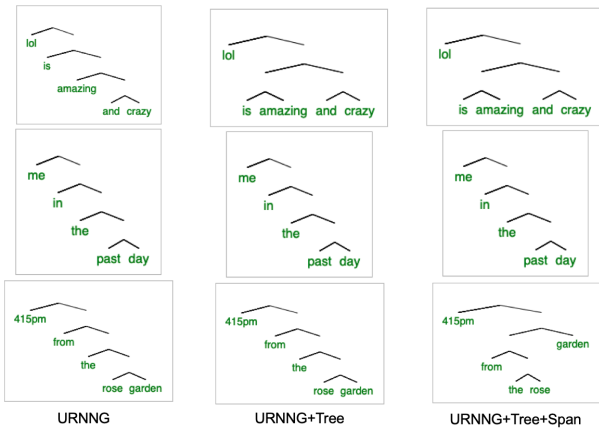 lol
is
amazing
and crazy
lol
is amazing and crazy
lol
is amazing and crazy
me
in
the
past day
me
in
the
past day
me
in
the
past day
415pm
from
the
rose garden
415pm
from
the
rose garden
415pm
garden
from
the rose
URNNG
URNNG+Tree
URNNG+Tree+Span